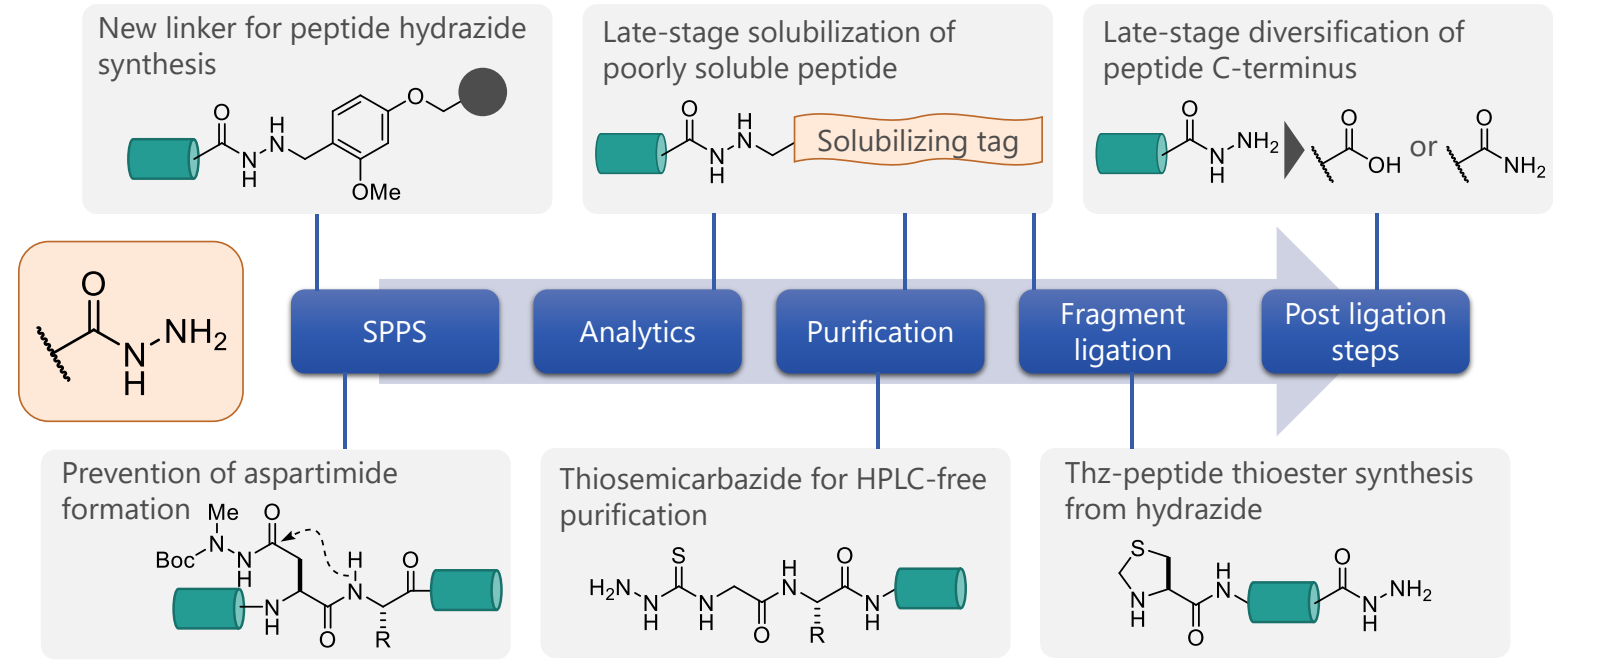 New linker for peptide hydrazide
synthesis
O
N
H
H
N
O
OMe
Late-stage solubilization of
poorly soluble peptide
O
N
H
H
N
Solubilizing tag
Late-stage diversification of
peptide C-terminus
O
N
H
NH2
O
OH
or
O
NH2
O
N
H
NH2
SPPS
Analytics
Purification
Fragment
ligation
Post ligation
steps
Prevention of aspartimide
formation
Me
N
Boc
N
H
O
N
H
O
H
N
R
O
Thiosemicarbazide for HPLC-free
purification
H2N
N
H
S
N
H
O
H
N
R
O
N
H
Thz-peptide thioester synthesis
from hydrazide
S
N
H
O
H
N
O
N
H
NH2